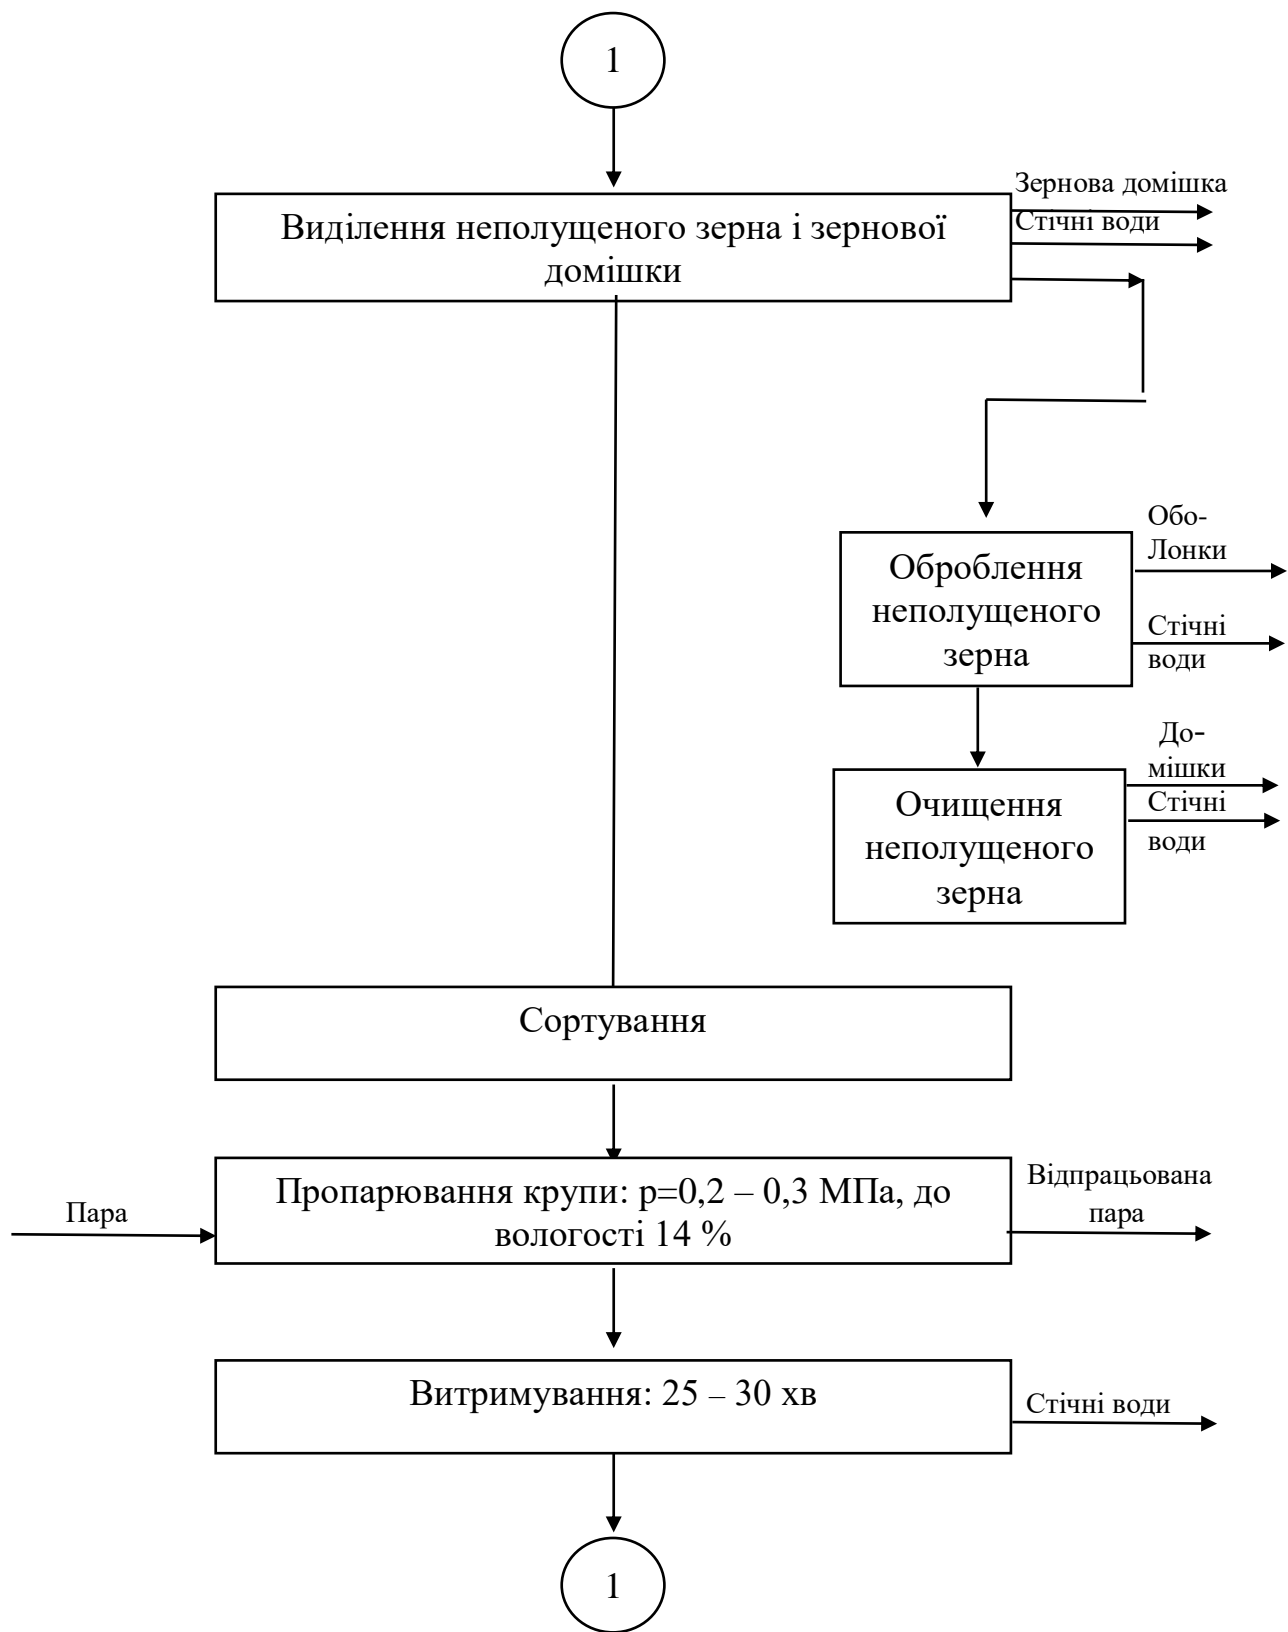 1
Зернова домішка
Виділення неполущеного зерна і зернової
домішки
Стічні води
Обо-
Лонки
Оброблення
неполущеного
зерна
Стічні
води
До-
мішки
Очищення
неполущеного
зерна
Стічні
води
Сортування
Пара
Пропарювання крупи: р=0,2 – 0,3 МПа, до
вологості 14 %
Відпрацьована
пара
Витримування: 25 – 30 хв
Стічні води
1